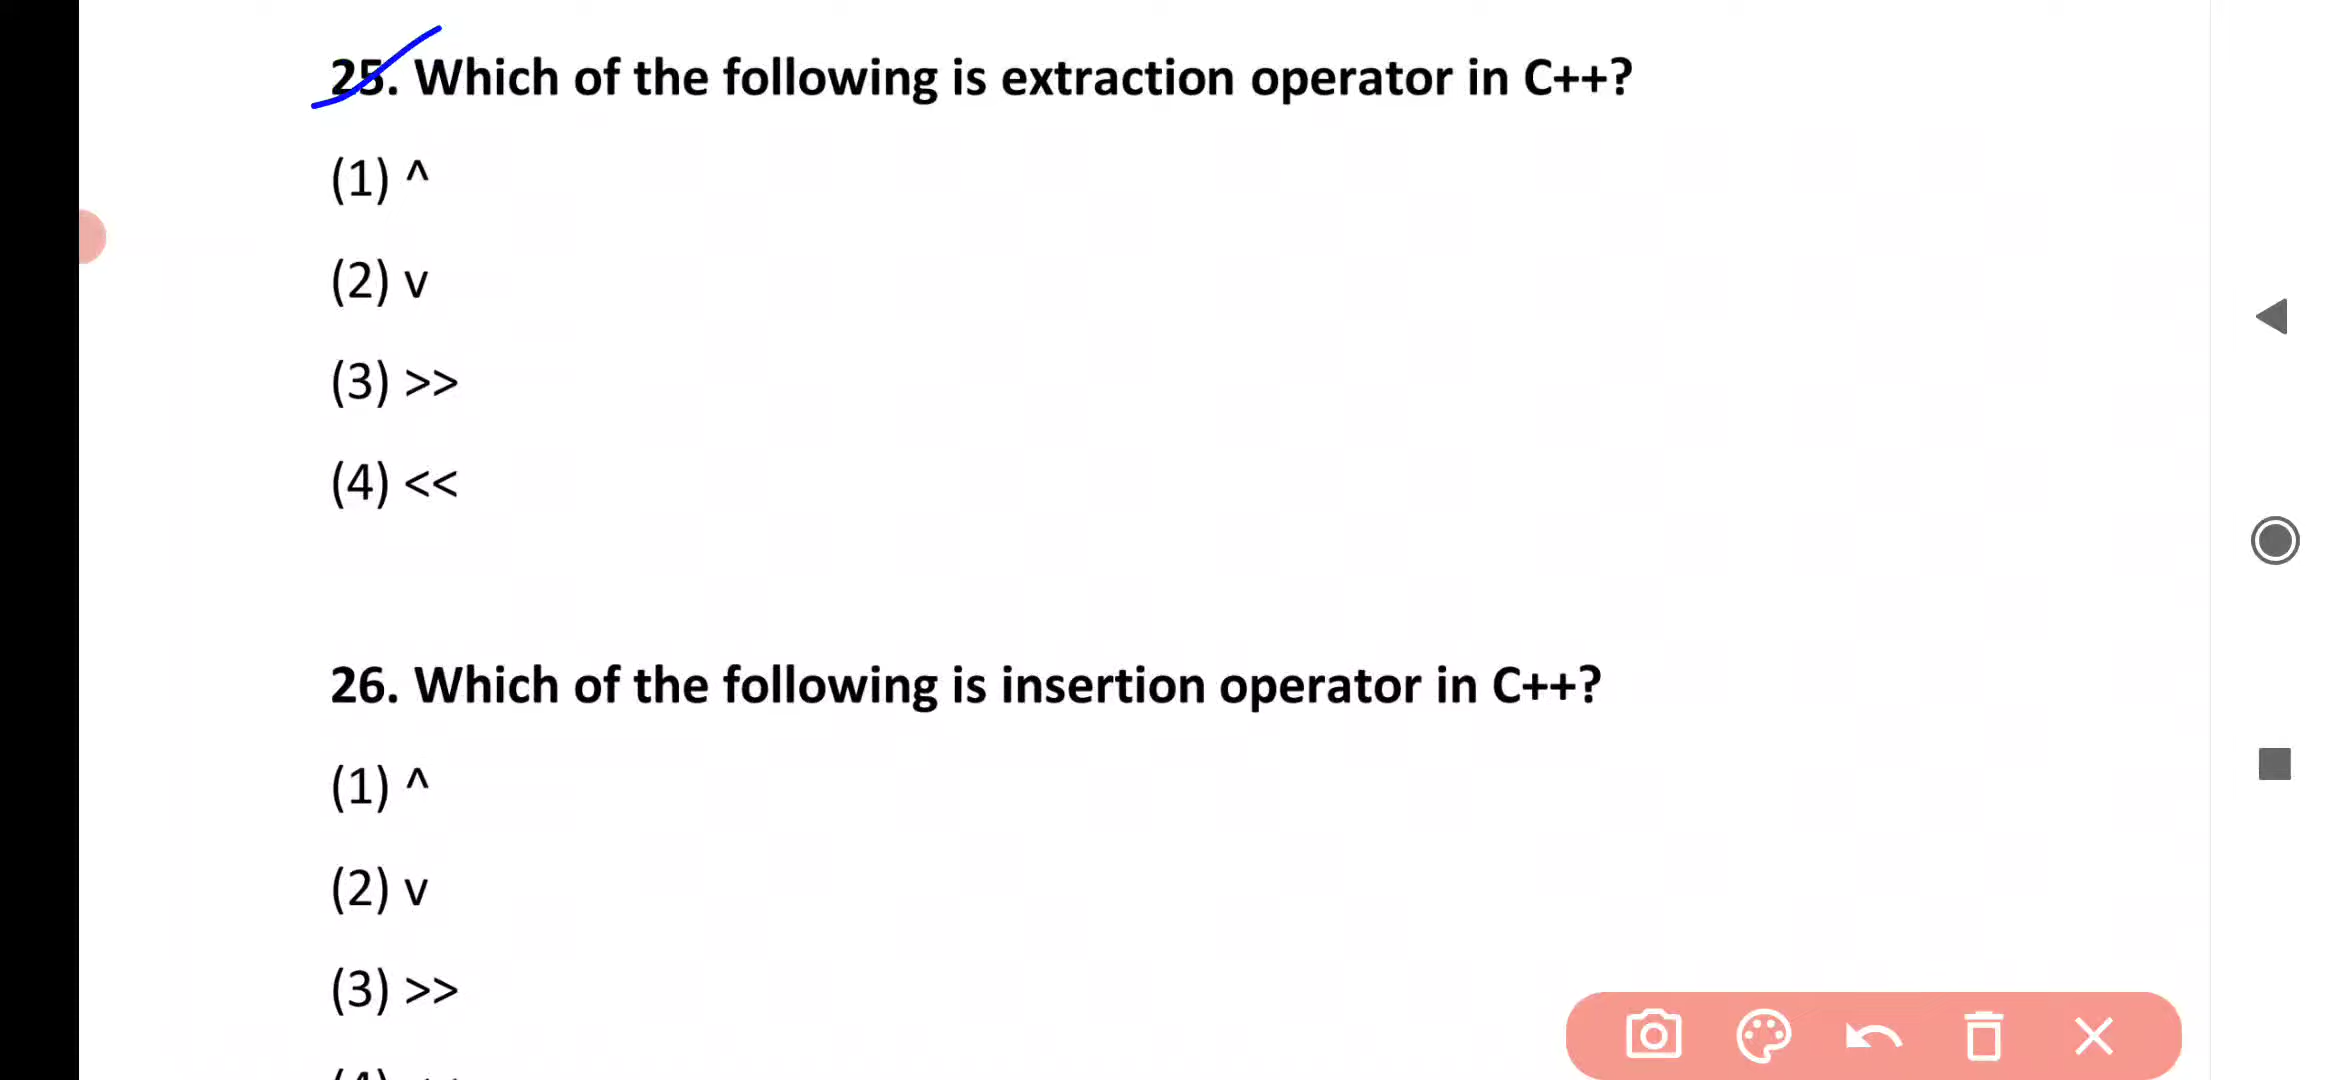 25. Which of the following is extraction operator in C++?
(1) ^
(2) v
(3) >>
(4) <<
26. Which of the following is insertion operator in C++?
(1) ^
(2) v
(3) >>